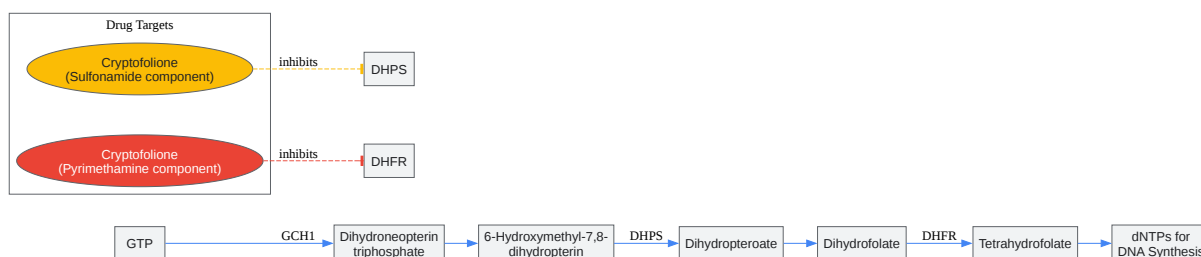 Drug Targets
Cryptofolione
(Sulfonamide component)
inhibits
DHPS
Cryptofolione
(Pyrimethamine component)
inhibits
DHFR
GTP
GCH1
Dihydroneopterin
triphosphate
6-Hydroxymethyl-7,8-
dihydropterin
DHPS
Dihydropteroate
Dihydrofolate
DHFR
Tetrahydrofolate
dNTPs for
DNA Synthesis